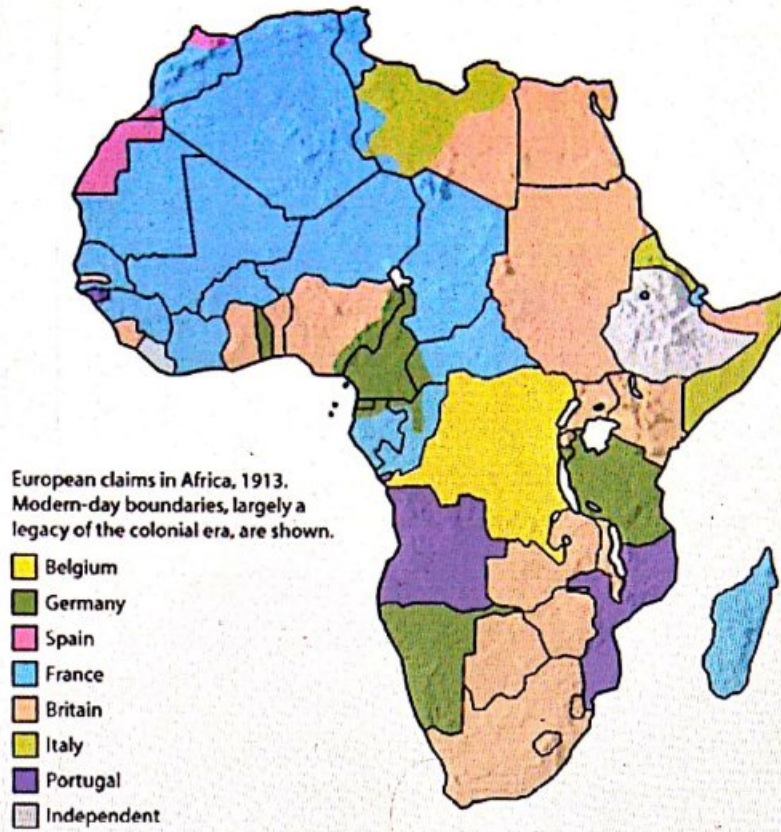 European claims in Africa, 1913.
Modern-day boundaries, largely a
legacy of the colonial era, are shown.
Belgium
Germany
Spain
France
Britain
Italy
Portugal
Independent